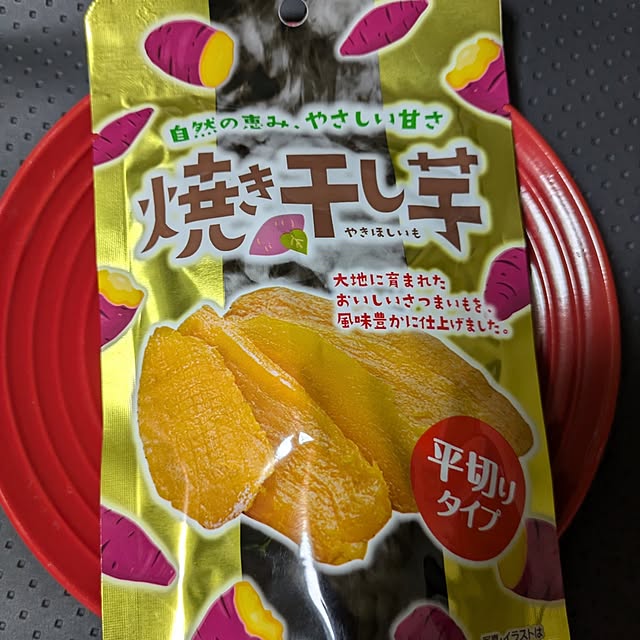 自然の恵み、やさしい甘さ
焼き干し芋
やきほしいも
大地に育まれた
おいしいさつまいもを、
風味豊かに仕上げました。
平切り
タイプ